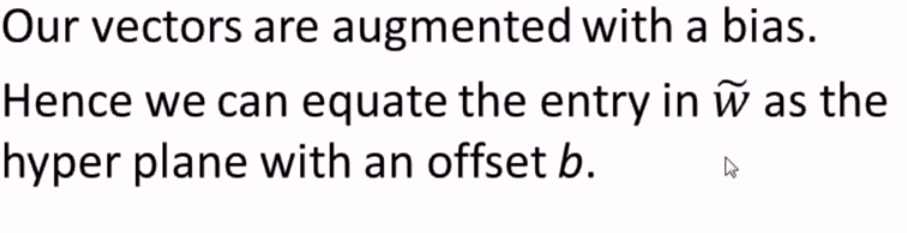 Our vectors are augmented with a bias.
Hence we can equate the entry in w̃ as the
hyper plane with an offset b.